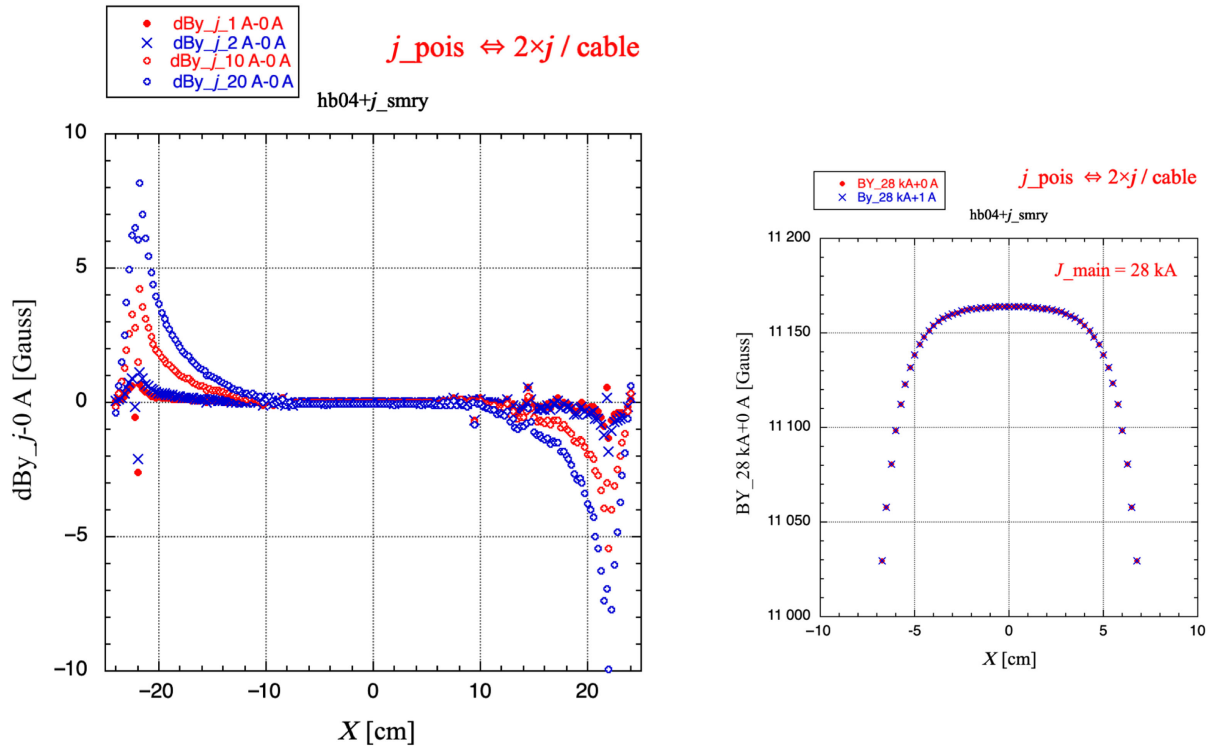 dBy_j_1 A-0 A
dBy_j_2 A-0 A
dBy_j_10 A-0 A
dBy_j_20 A-0 A
j_pois ⇔ 2×j / cable
hb04+j_smry
10
5
0
−5
−10
dBy_j-0 A [Gauss]
−20
−10
0
10
20
X [cm]
BY_28 kA+0 A
By_28 kA+1 A
j_pois ⇔ 2×j / cable
hb04+j_smry
J_main = 28 kA
11 200
11 150
11 100
11 050
11 000
BY_28 kA+0 A [Gauss]
−10
-5
0
5
10
X [cm]